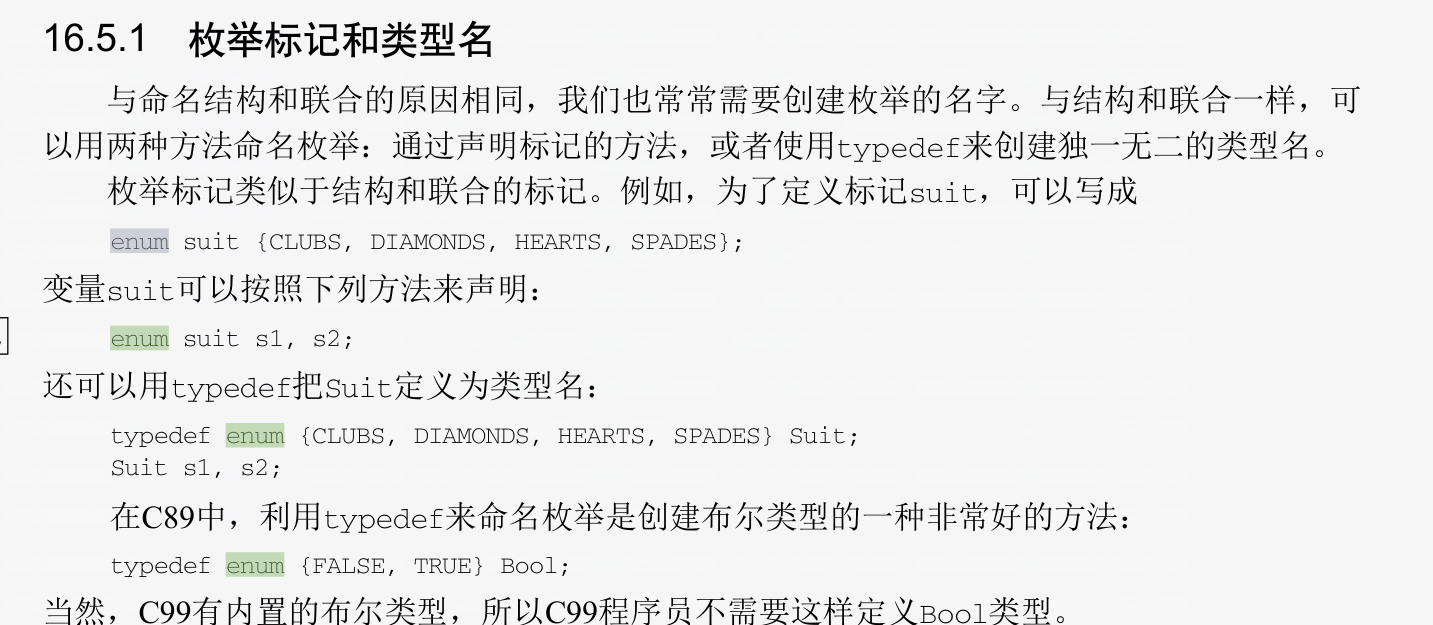 16.5.1 枚举标记和类型名
与命名结构和联合的原因相同，我们也常常需要创建枚举的名字。与结构和联合一样，可
以用两种方法命名枚举：通过声明标记的方法，或者使用typedef来创建独一无二的类型名。
枚举标记类似于结构和联合的标记。例如，为了定义标记suit，可以写成
enum suit {CLUBS, DIAMONDS, HEARTS, SPADES};
变量suit可以按照下列方法来声明：
enum suit s1, s2;
还可以用typedef把Suit定义为类型名：
typedef enum {CLUBS, DIAMONDS, HEARTS, SPADES} Suit;
Suit s1, s2;
在C89中，利用typedef来命名枚举是创建布尔类型的一种非常好的方法：
typedef enum {FALSE, TRUE} Bool;
当然，C99有内置的布尔类型，所以C99程序员不需要这样定义Bool类型。